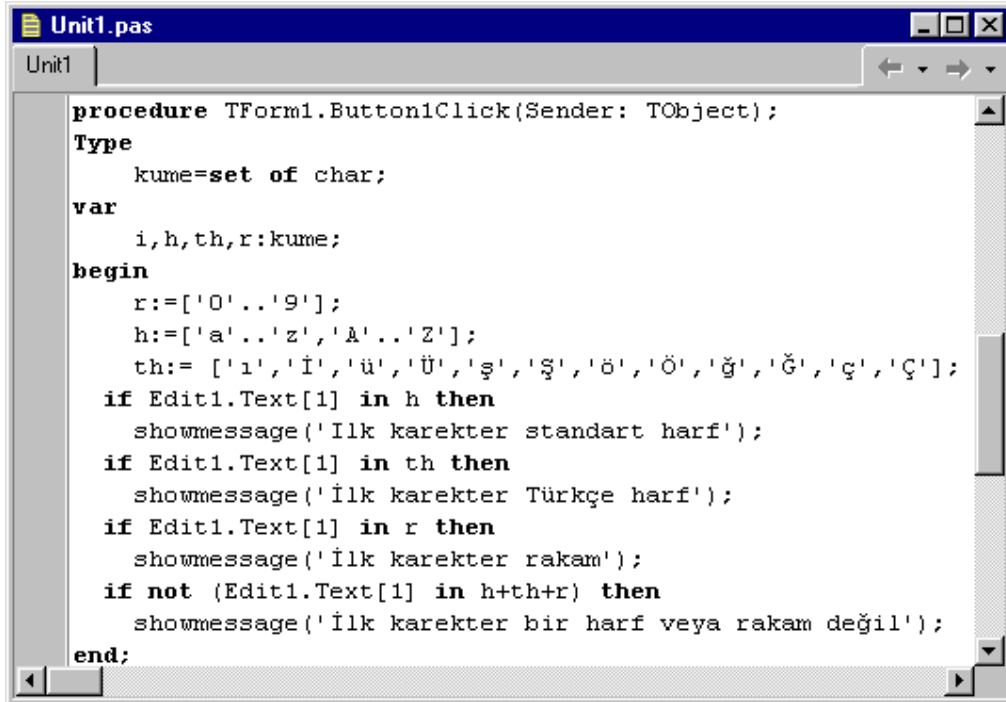 Unit1.pas
Unit1
procedure TForm1.Button1Click(Sender: TObject);
Type
kume=set of char;
var
i,h,th,r:kume;
begin
r:=['0'..'9'];
h:=['a'..'z','A'..'Z'];
th:= ['ı','İ','ü','Ü','ş','Ş','ö','Ö','ğ','Ğ','ç','Ç'];
if Edit1.Text[1] in h then
showmessage('Ilk karekter standart harf');
if Edit1.Text[1] in th then
showmessage('İlk karekter Türkçe harf');
if Edit1.Text[1] in r then
showmessage('İlk karekter rakam');
if not (Edit1.Text[1] in h+th+r) then
showmessage('İlk karekter bir harf veya rakam değil');
end;